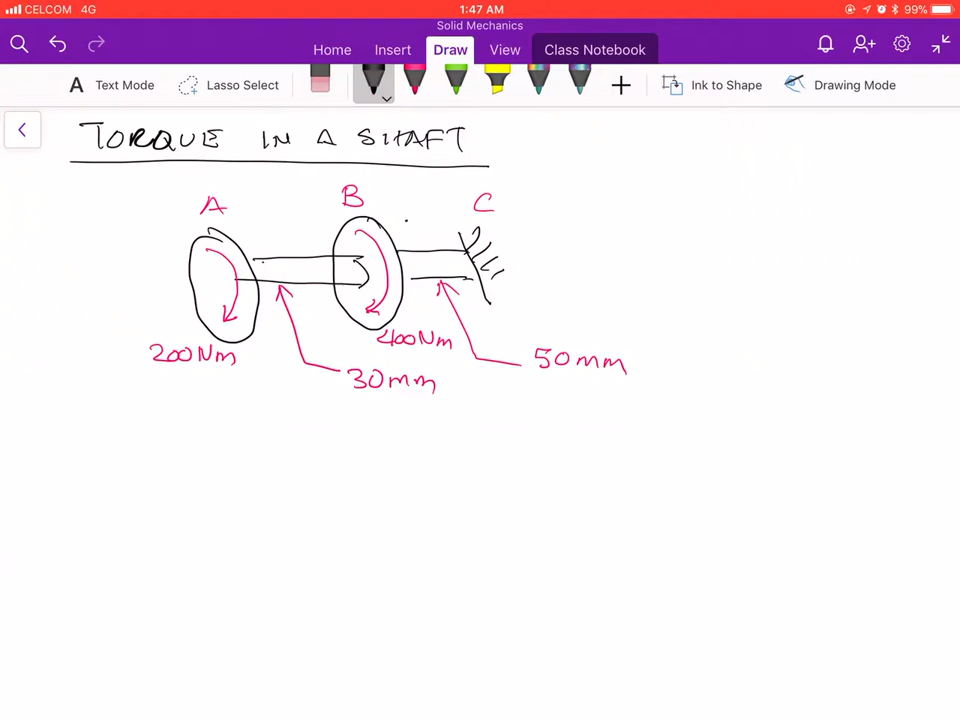 CELCOM 4G 1:47 AM 99%
Solid Mechanics
Home Insert Draw View Class Notebook
A Text Mode Lasso Select Ink to Shape Drawing Mode
TORQUE IN A SHAFT
A B C
200Nm 400Nm
30mm 50mm